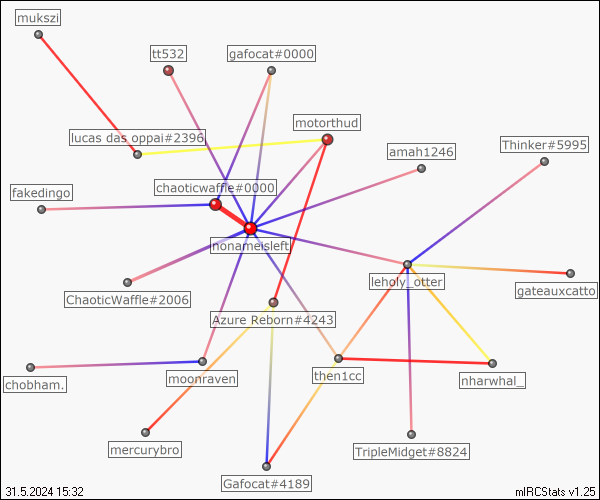 mukszi
tt532
gafocat#0000
motorthud
lucas das oppai#2396
amah1246
Thinker#5995
chaoticwaffle#0000
fakedingo
nonameisleft
leholy_otter
ChaoticWaffle#2006
gateauxcatto
Azure Reborn#4243
moonraven
then1cc
nharwhal_
chobham.
mercurybro
TripleMidget#8824
Gafocat#4189
31.5.2024 15:32
mIRCStats v1.25